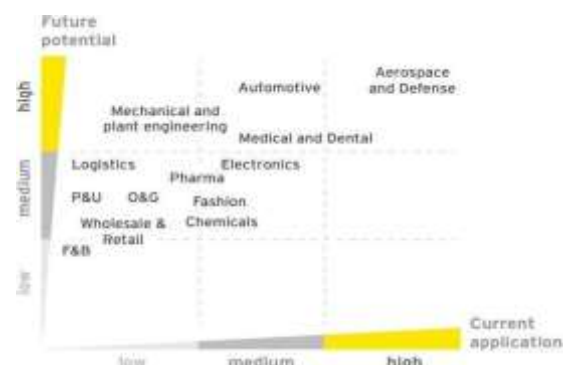 Future
potential
high
medium
low
Aerospace
and Defense
Automotive
Mechanical and
plant engineering
Medical and Dental
Logistics
Electronics
Pharma
P&U
O&G
Fashion
Wholesale &
Retail
Chemicals
F&B
Current
application
low
medium
high